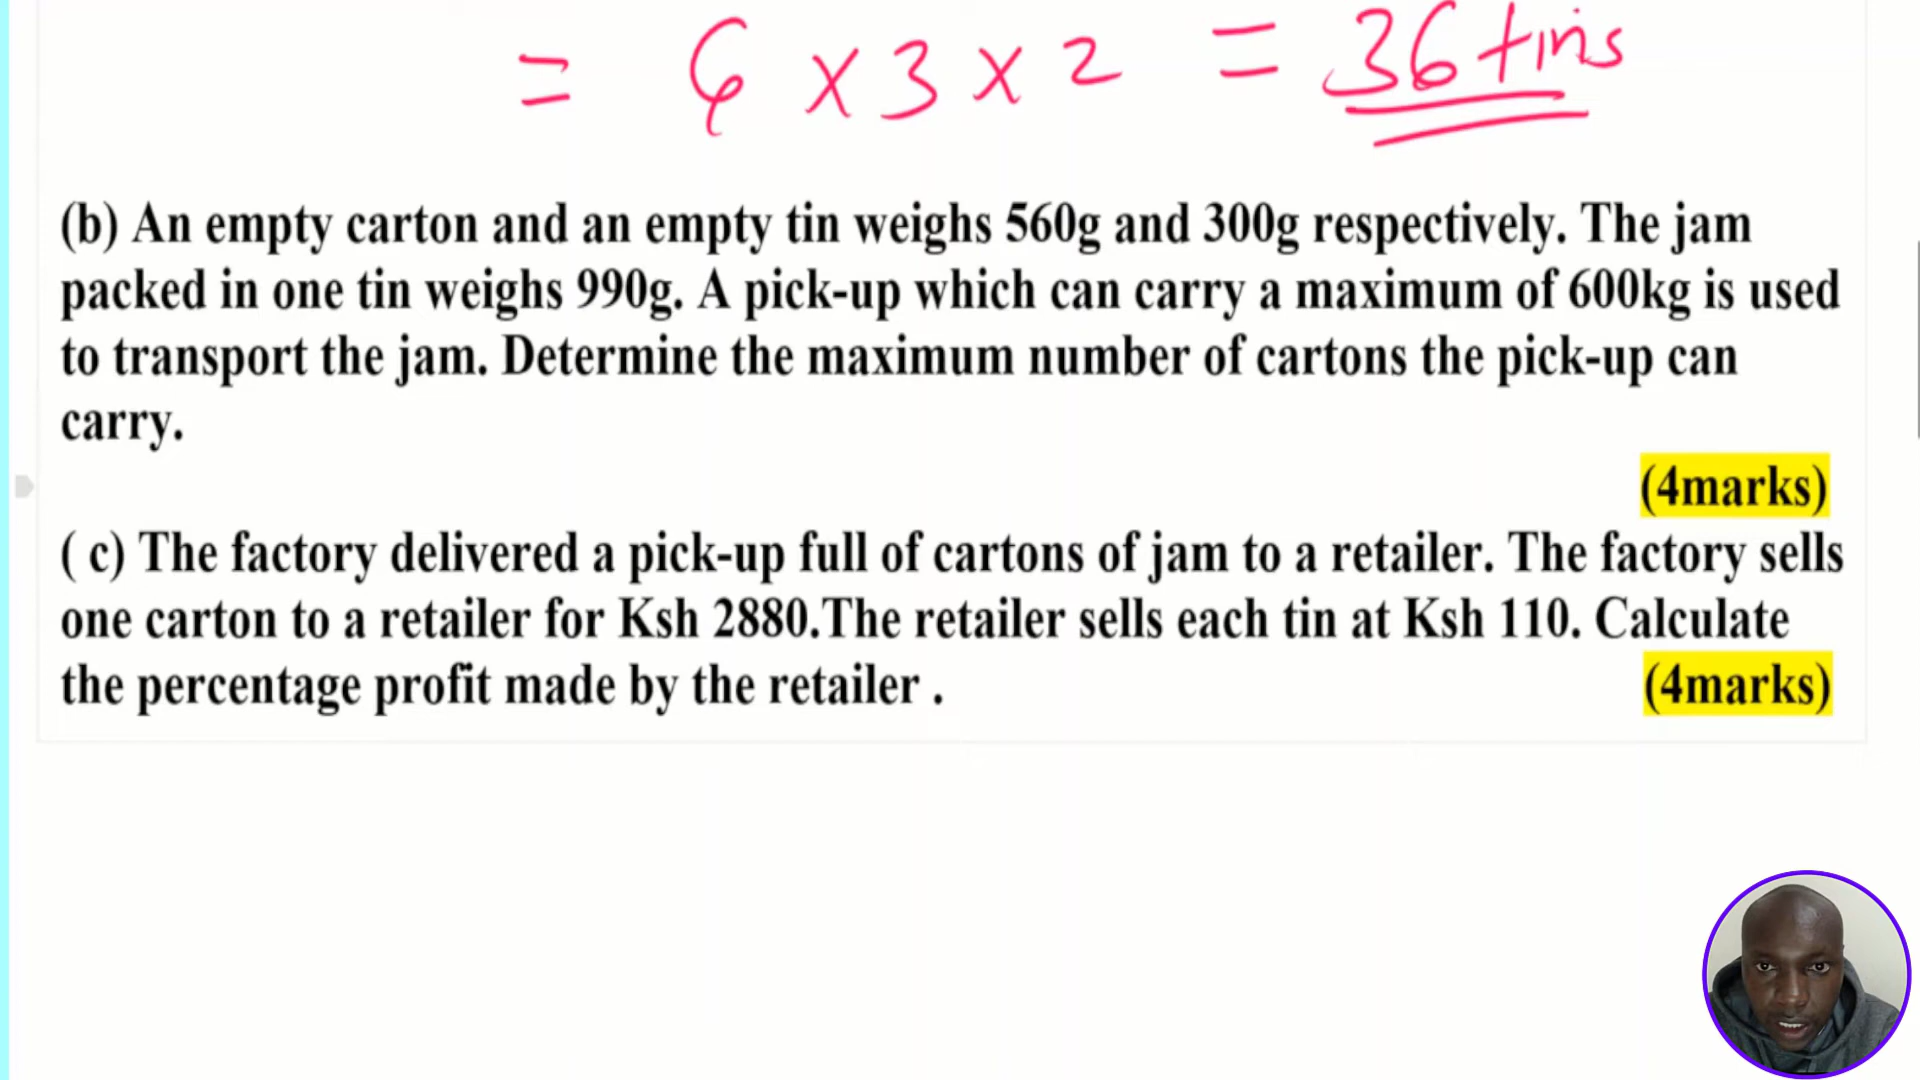 = 6 x 3 x 2 = 36 tins
(b) An empty carton and an empty tin weighs 560g and 300g respectively. The jam
packed in one tin weighs 990g. A pick-up which can carry a maximum of 600kg is used
to transport the jam. Determine the maximum number of cartons the pick-up can
carry.
(4marks)
( c) The factory delivered a pick-up full of cartons of jam to a retailer. The factory sells
one carton to a retailer for Ksh 2880.The retailer sells each tin at Ksh 110. Calculate
the percentage profit made by the retailer . (4marks)